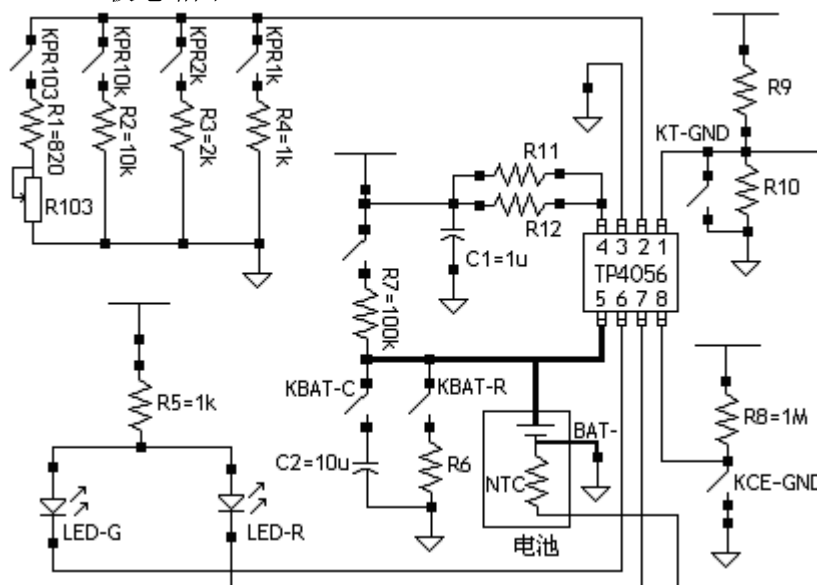 KPR103
KPR10k
KPR2k
KPR1k
R1=820
R2=10k
R3=2k
R4=1k
R103
R11
R12
C1=1u
R7=100k
KT-GND
R9
R10
4 3 2 1
TP4056
5 6 7 8
R5=1k
LED-G
LED-R
KBAT-C
KBAT-R
C2=10u
R6
BAT-
NTC
电池
R8=1M
KCE-GND